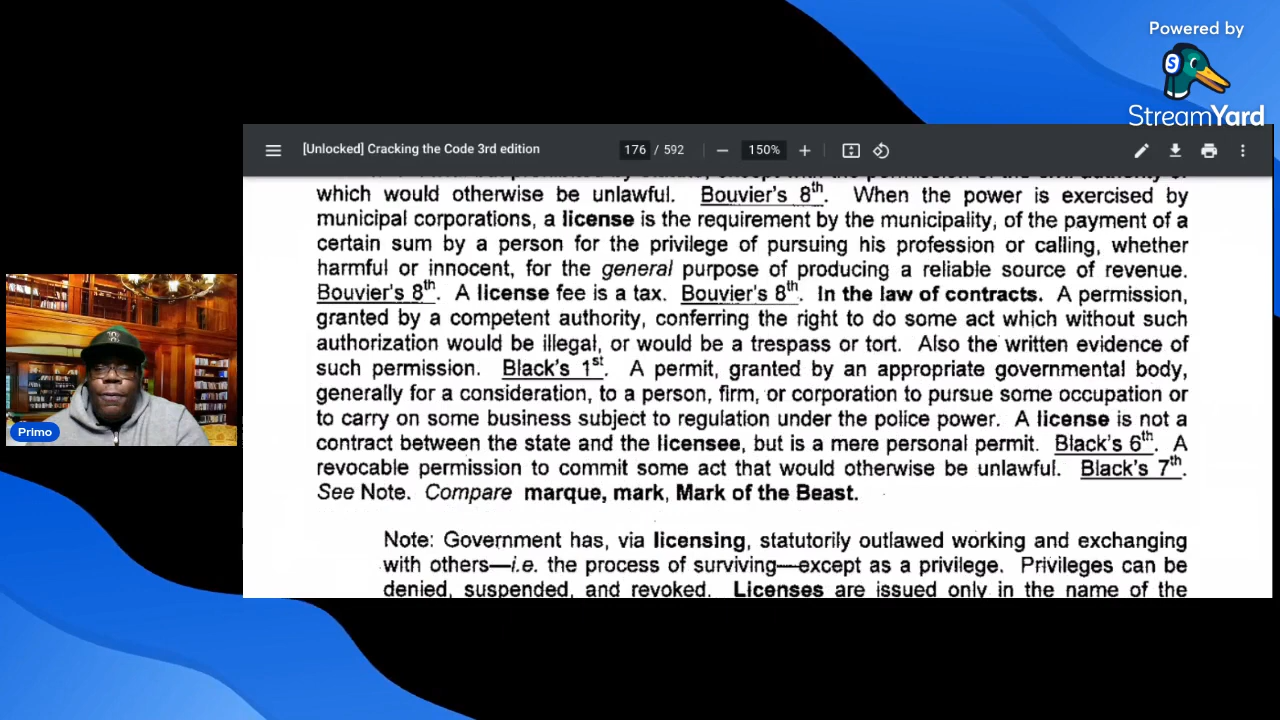 Powered by
StreamYard
[Unlocked] Cracking the Code 3rd edition
176 / 592
150%
which would otherwise be unlawful. Bouvier's 8th. When the power is exercised by
municipal corporations, a license is the requirement by the municipality, of the payment of a
certain sum by a person for the privilege of pursuing his profession or calling, whether
harmful or innocent, for the general purpose of producing a reliable source of revenue.
Bouvier's 8th. A license fee is a tax. Bouvier's 8th. In the law of contracts. A permission,
granted by a competent authority, conferring the right to do some act which without such
authorization would be illegal, or would be a trespass or tort. Also the written evidence of
such permission. Black's 1st. A permit, granted by an appropriate governmental body,
generally for a consideration, to a person, firm, or corporation to pursue some occupation or
to carry on some business subject to regulation under the police power. A license is not a
contract between the state and the licensee, but is a mere personal permit. Black's 6th. A
revocable permission to commit some act that would otherwise be unlawful. Black's 7th.
See Note. Compare marque, mark, Mark of the Beast.
Note: Government has, via licensing, statutorily outlawed working and exchanging
with others—i.e. the process of surviving—except as a privilege. Privileges can be
denied, suspended, and revoked. Licenses are issued only in the name of the
Primo